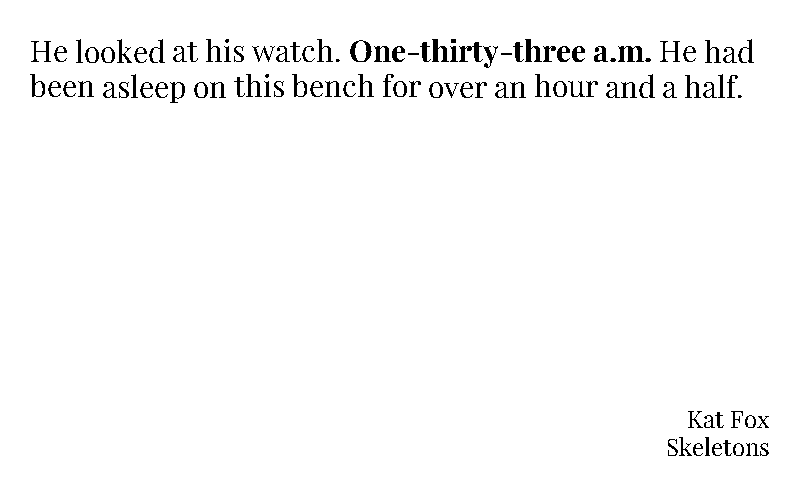 He looked at his watch. One-thirty-three a.m. He had
been asleep on this bench for over an hour and a half.
Kat Fox
Skeletons